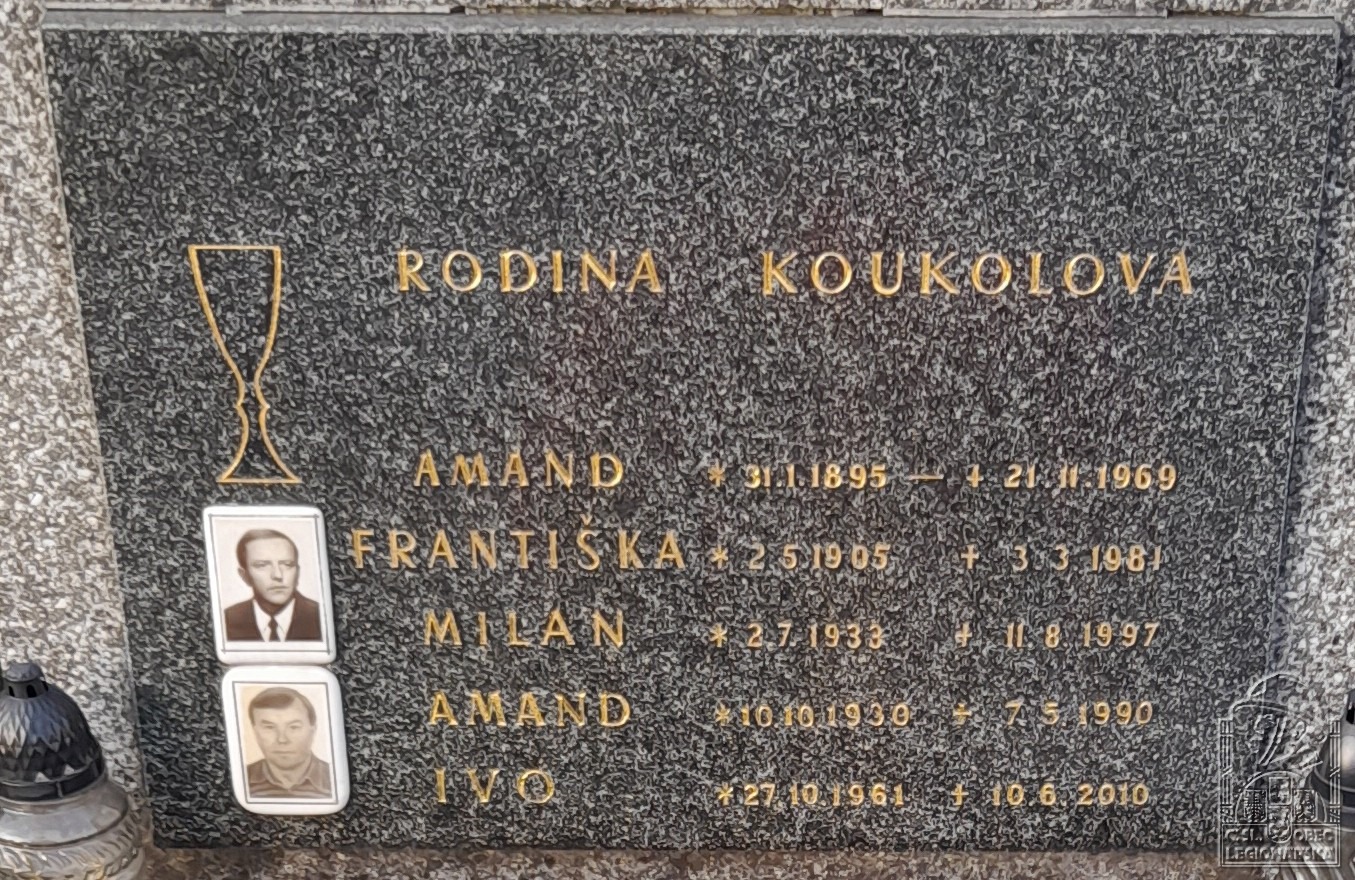 RODINA KOUKOLOVA
AMAND * 31.1.1895 — + 21.11.1969
FRANTIŠKA * 2.5.1905 + 3.3.1981
MILAN * 2.7.1933 + 11.8.1997
AMAND * 10.10.1930 + 7.5.1990
IVO * 27.10.1961 + 10.6.2010
ČSL. OBEC
LEGIONÁŘSKÁ